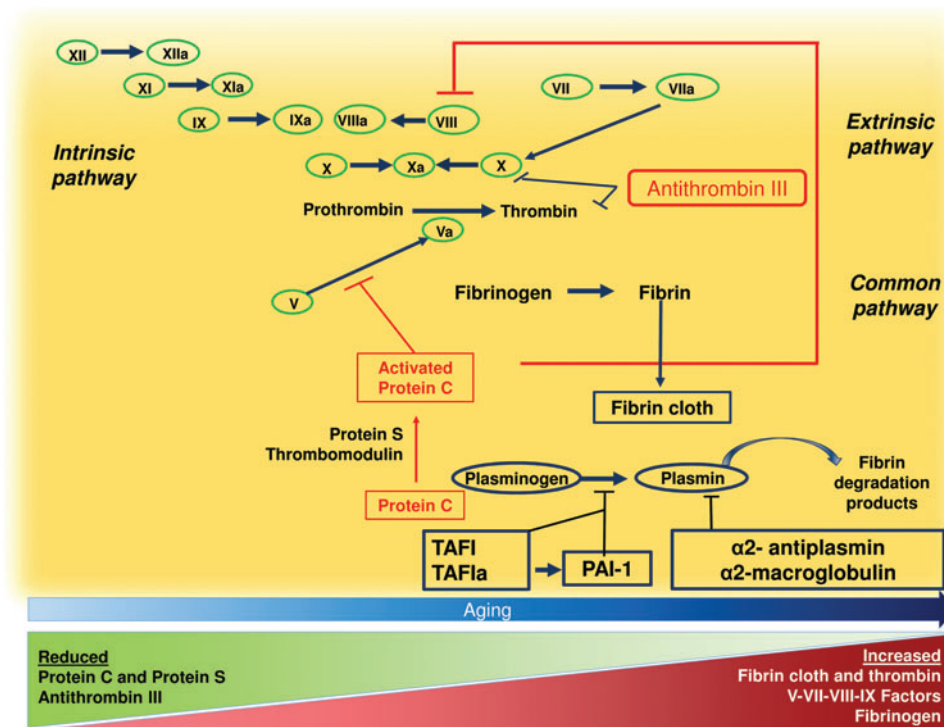 XII
XIIa
XI
XIa
VII
VIIa
IX
IXa
VIIIa
VIII
Intrinsic
pathway
Extrinsic
pathway
X
Xa
X
Antithrombin III
Prothrombin
Thrombin
Va
V
Fibrinogen
Fibrin
Common
pathway
Activated
Protein C
Fibrin cloth
Protein S
Thrombomodulin
Plasminogen
Plasmin
Fibrin
degradation
products
Protein C
TAFI
TAFIa
PAI-1
α2- antiplasmin
α2-macroglobulin
Aging
Reduced
Protein C and Protein S
Antithrombin III
Increased
Fibrin cloth and thrombin
V-VII-VIII-IX Factors
Fibrinogen